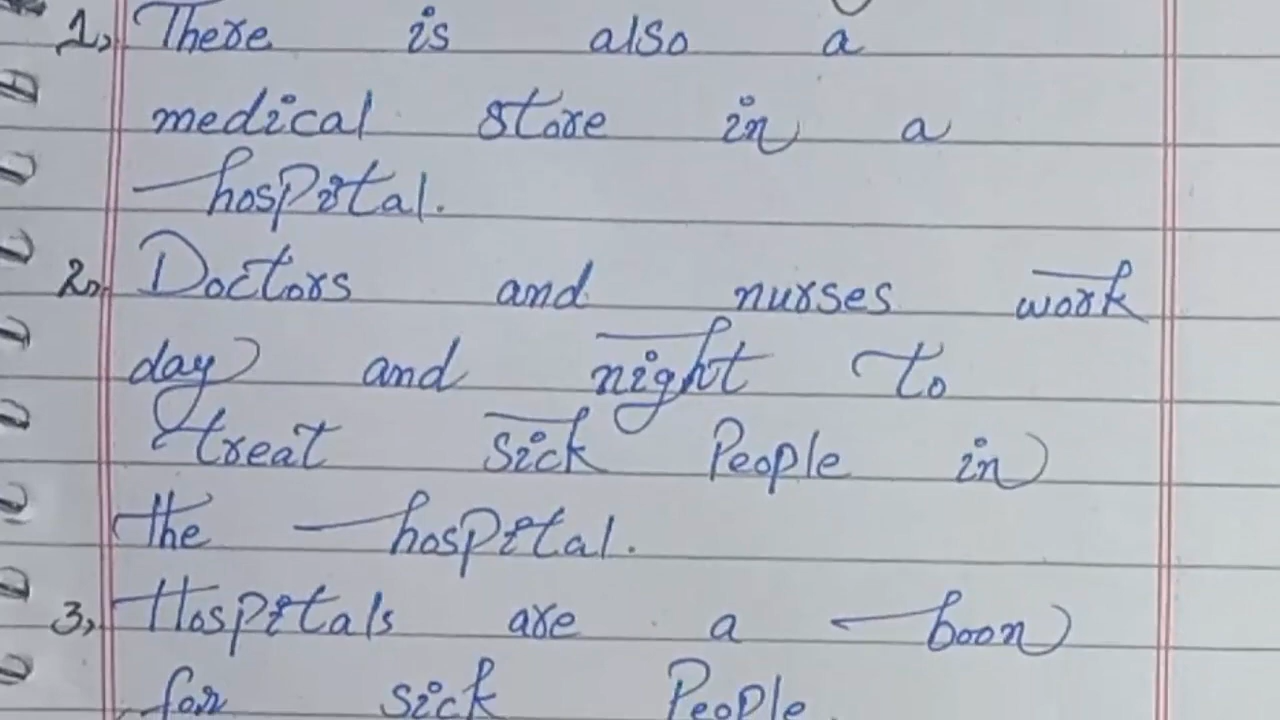 1, There is also a
medical store in a
hospital.
2, Doctors and nurses work
day and night to
treat sick People in
the hospital.
3, Hospitals are a boon
for sick People.